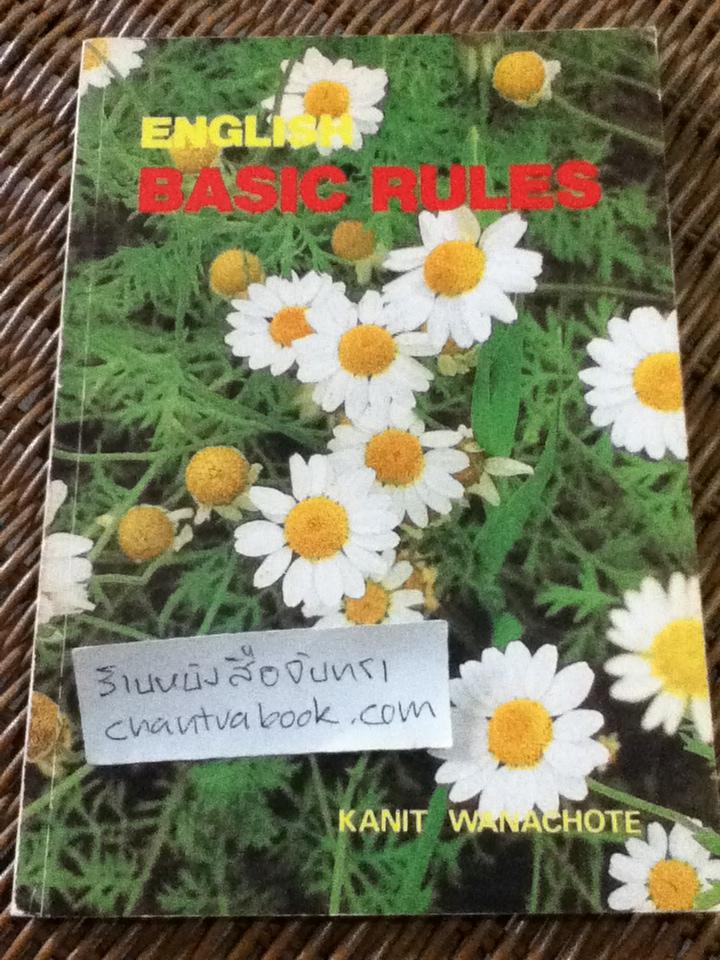 ENGLISH
BASIC RULES
ร้านหนังสือจันทรา
chantrabook.com
KANIT WANACHOTE